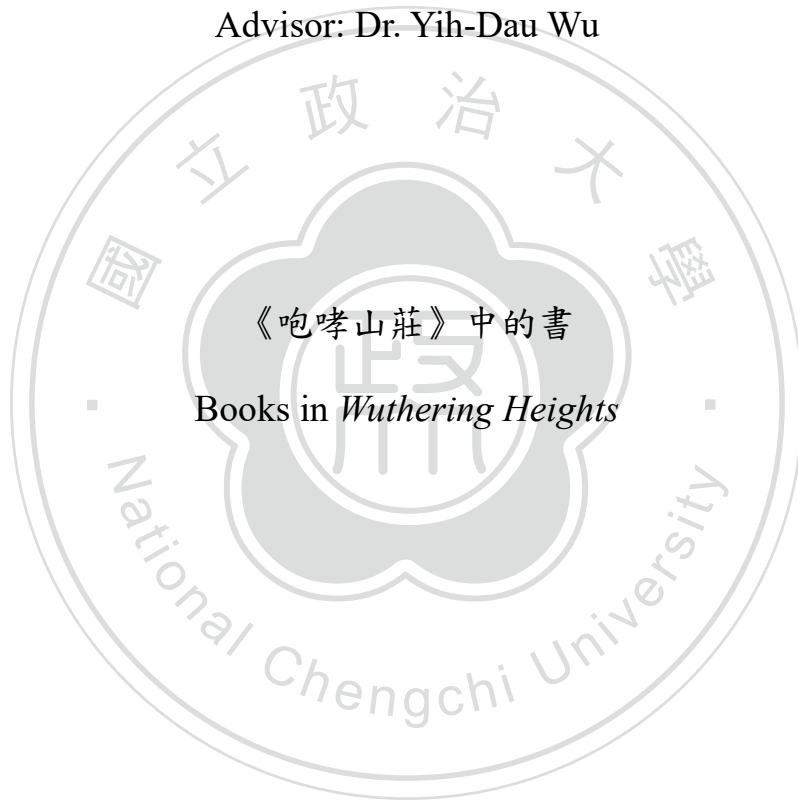 Advisor: Dr. Yih-Dau Wu
國立政治大學
《咆哮山莊》中的書
政
Books in Wuthering Heights
National Chengchi University